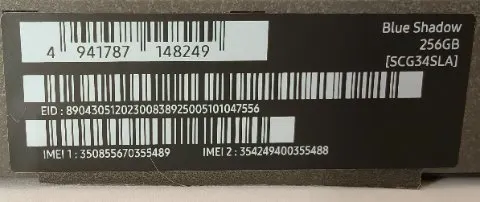 Blue Shadow
256GB
[SCG34SLA]
4 941787 148249
EID : 89043051202300838925005101047556
IMEI 1 : 350855670355489 IMEI 2 : 354249400355488